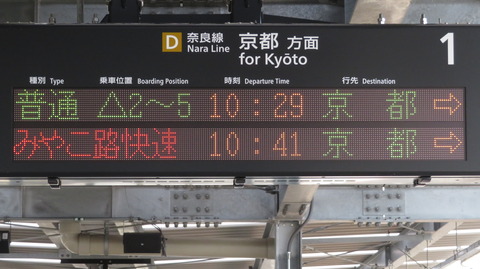 D 奈良線 Nara Line 京都 方面 for Kyōto 1
種別 Type 乗車位置 Boarding Position 時刻 Departure Time 行先 Destination
普通 △2～5 10:29 京都 ⇨
みやこ路快速 10:41 京都 ⇨